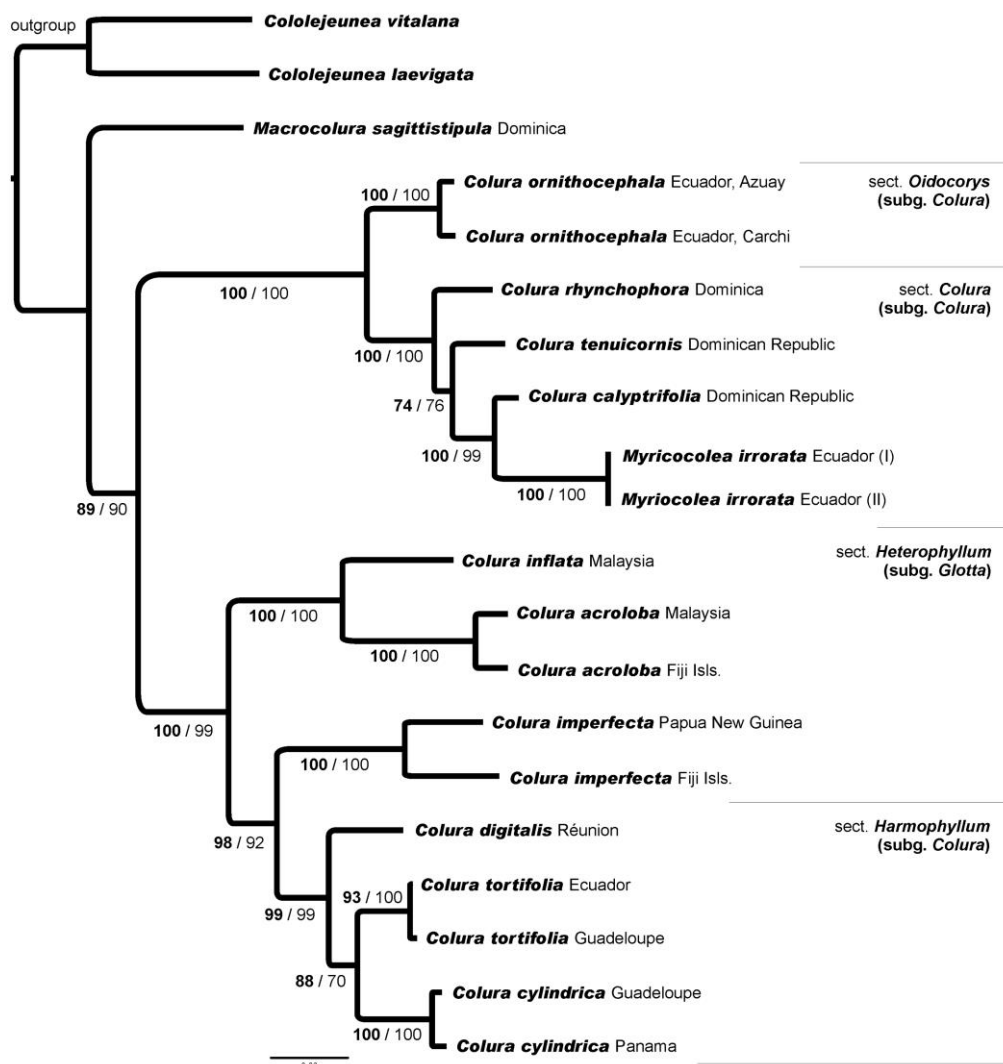 outgroup
Cololejeunea vitalana
Cololejeunea laevigata
Macrocolura sagittistipula Dominica
Colura ornithocephala Ecuador, Azuay
sect. Oidocorys
(subg. Colura)
100 / 100
Colura ornithocephala Ecuador, Carchi
100 / 100
Colura rhynchophora Dominica
sect. Colura
(subg. Colura)
100 / 100
Colura tenuicornis Dominican Republic
74 / 76
Colura calyptrifolia Dominican Republic
100 / 99
Myricocolea irrorata Ecuador (I)
100 / 100
Myriocolea irrorata Ecuador (II)
89 / 90
sect. Heterophyllum
(subg. Glotta)
Colura inflata Malaysia
100 / 100
Colura acroloba Malaysia
100 / 100
Colura acroloba Fiji Isls.
100 / 99
Colura imperfecta Papua New Guinea
100 / 100
Colura imperfecta Fiji Isls.
98 / 92
Colura digitalis Réunion
sect. Harmophyllum
(subg. Colura)
99 / 99
93 / 100
Colura tortifolia Ecuador
Colura tortifolia Guadeloupe
88 / 70
Colura cylindrica Guadeloupe
100 / 100
Colura cylindrica Panama